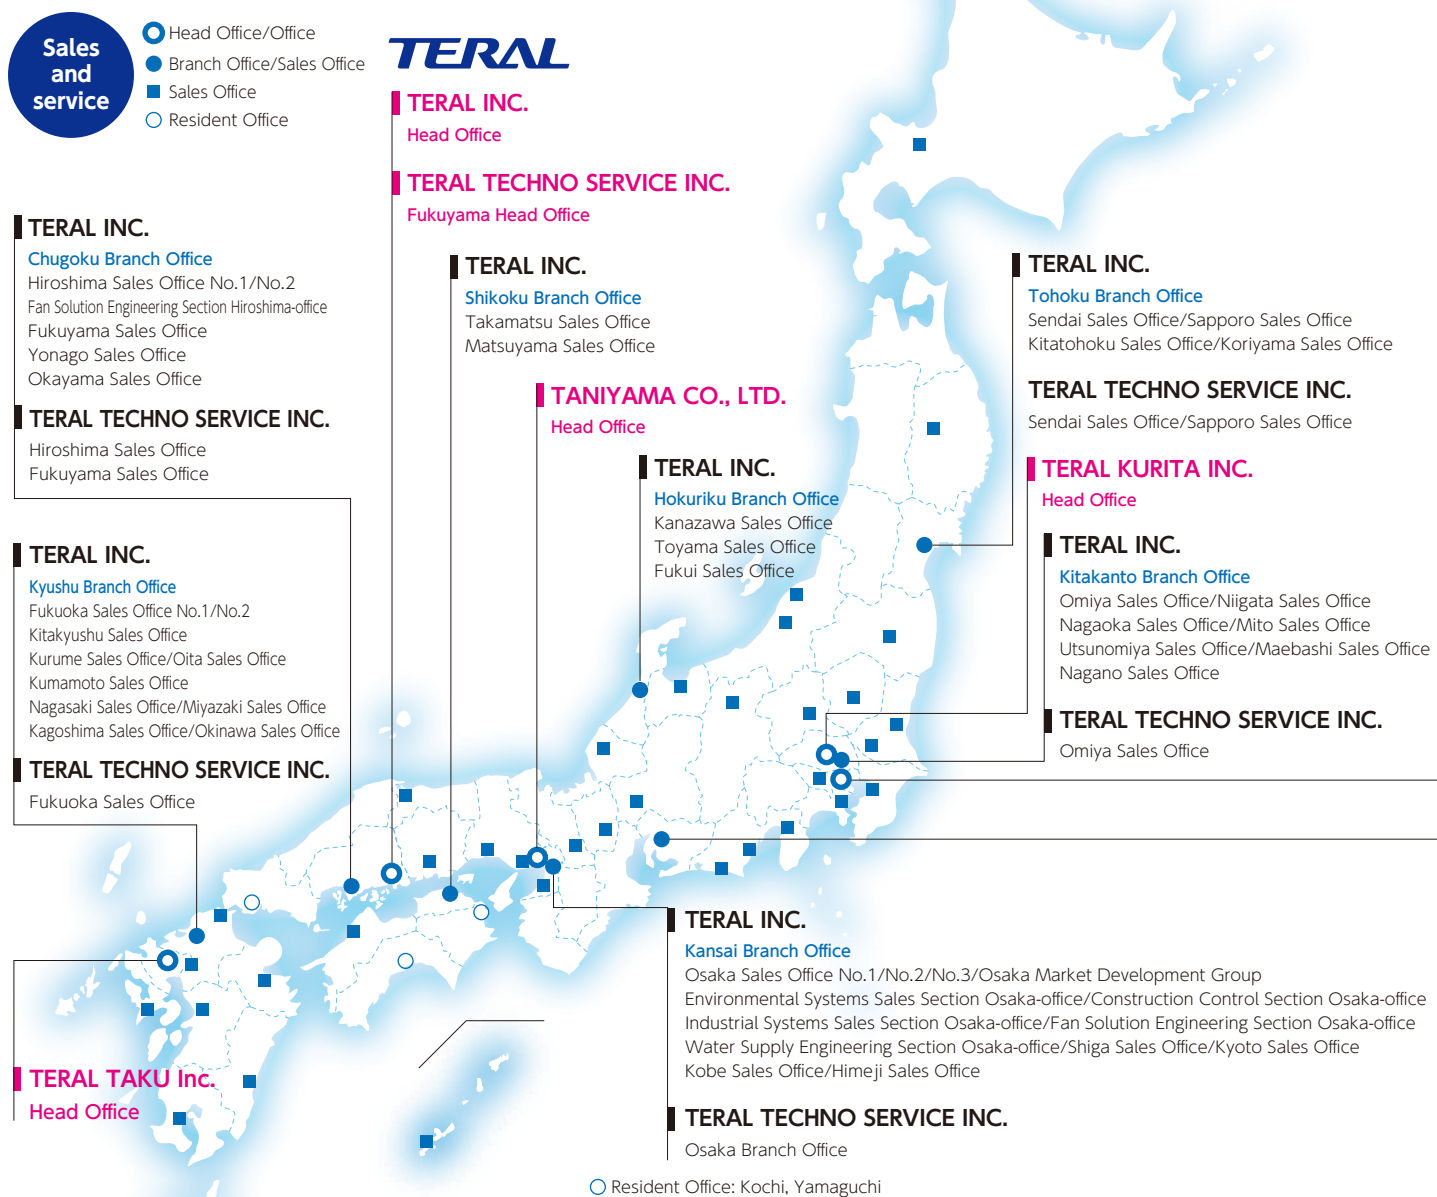 Sales
and
service
Head Office/Office
Branch Office/Sales Office
Sales Office
Resident Office
TERAL
TERAL INC.
Head Office
TERAL TECHNO SERVICE INC.
Fukuyama Head Office
TERAL INC.
Chugoku Branch Office
Hiroshima Sales Office No.1/No.2
Fan Solution Engineering Section Hiroshima-office
Fukuyama Sales Office
Yonago Sales Office
Okayama Sales Office
TERAL TECHNO SERVICE INC.
Hiroshima Sales Office
Fukuyama Sales Office
TERAL INC.
Shikoku Branch Office
Takamatsu Sales Office
Matsuyama Sales Office
TANIYAMA CO., LTD.
Head Office
TERAL INC.
Hokuriku Branch Office
Kanazawa Sales Office
Toyama Sales Office
Fukui Sales Office
TERAL INC.
Tohoku Branch Office
Sendai Sales Office/Sapporo Sales Office
Kitatohoku Sales Office/Koriyama Sales Office
TERAL TECHNO SERVICE INC.
Sendai Sales Office/Sapporo Sales Office
TERAL KURITA INC.
Head Office
TERAL INC.
Kitakanto Branch Office
Omiya Sales Office/Niigata Sales Office
Nagaoka Sales Office/Mito Sales Office
Utsunomiya Sales Office/Maebashi Sales Office
Nagano Sales Office
TERAL TECHNO SERVICE INC.
Omiya Sales Office
TERAL INC.
Kyushu Branch Office
Fukuoka Sales Office No.1/No.2
Kitakyushu Sales Office
Kurume Sales Office/Oita Sales Office
Kumamoto Sales Office
Nagasaki Sales Office/Miyazaki Sales Office
Kagoshima Sales Office/Okinawa Sales Office
TERAL TECHNO SERVICE INC.
Fukuoka Sales Office
TERAL TAKU Inc.
Head Office
TERAL INC.
Kansai Branch Office
Osaka Sales Office No.1/No.2/No.3/Osaka Market Development Group
Environmental Systems Sales Section Osaka-office/Construction Control Section Osaka-office
Industrial Systems Sales Section Osaka-office/Fan Solution Engineering Section Osaka-office
Water Supply Engineering Section Osaka-office/Shiga Sales Office/Kyoto Sales Office
Kobe Sales Office/Himeji Sales Office
TERAL TECHNO SERVICE INC.
Osaka Branch Office
Resident Office: Kochi, Yamaguchi